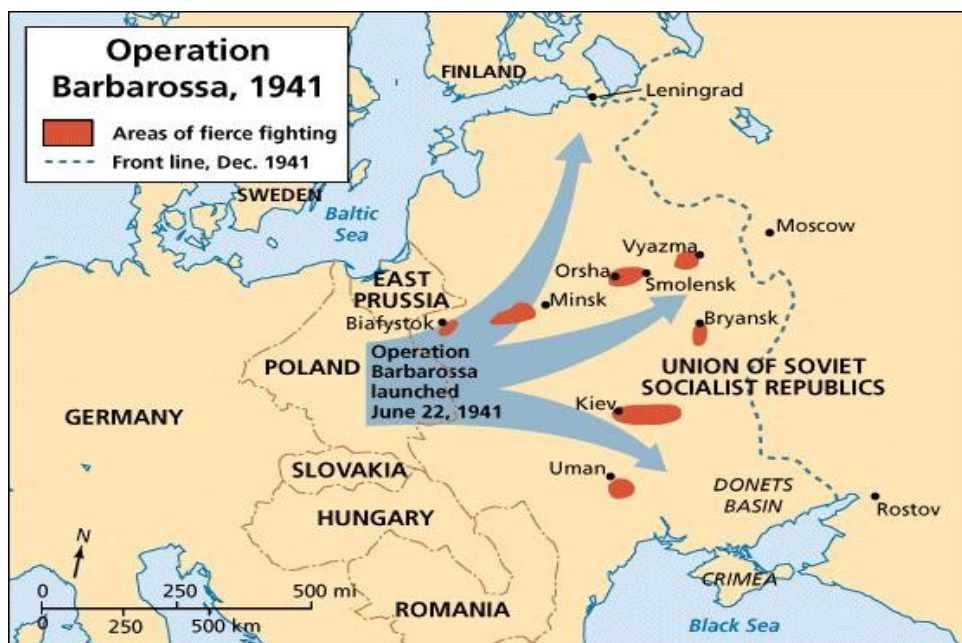 Operation
Barbarossa, 1941
Areas of fierce fighting
Front line, Dec. 1941
FINLAND
Leningrad
SWEDEN
Baltic
Sea
Moscow
Vyazma
Orsha
Smolensk
EAST
PRUSSIA
Minsk
Biafystok
Bryansk
Operation
Barbarossa
launched
June 22, 1941
POLAND
UNION OF SOVIET
SOCIALIST REPUBLICS
GERMANY
Kiev
SLOVAKIA
Uman
DONETS
BASIN
HUNGARY
Rostov
N
CRIMEA
0 250 500 mi
0 250 500 km
ROMANIA
Black Sea